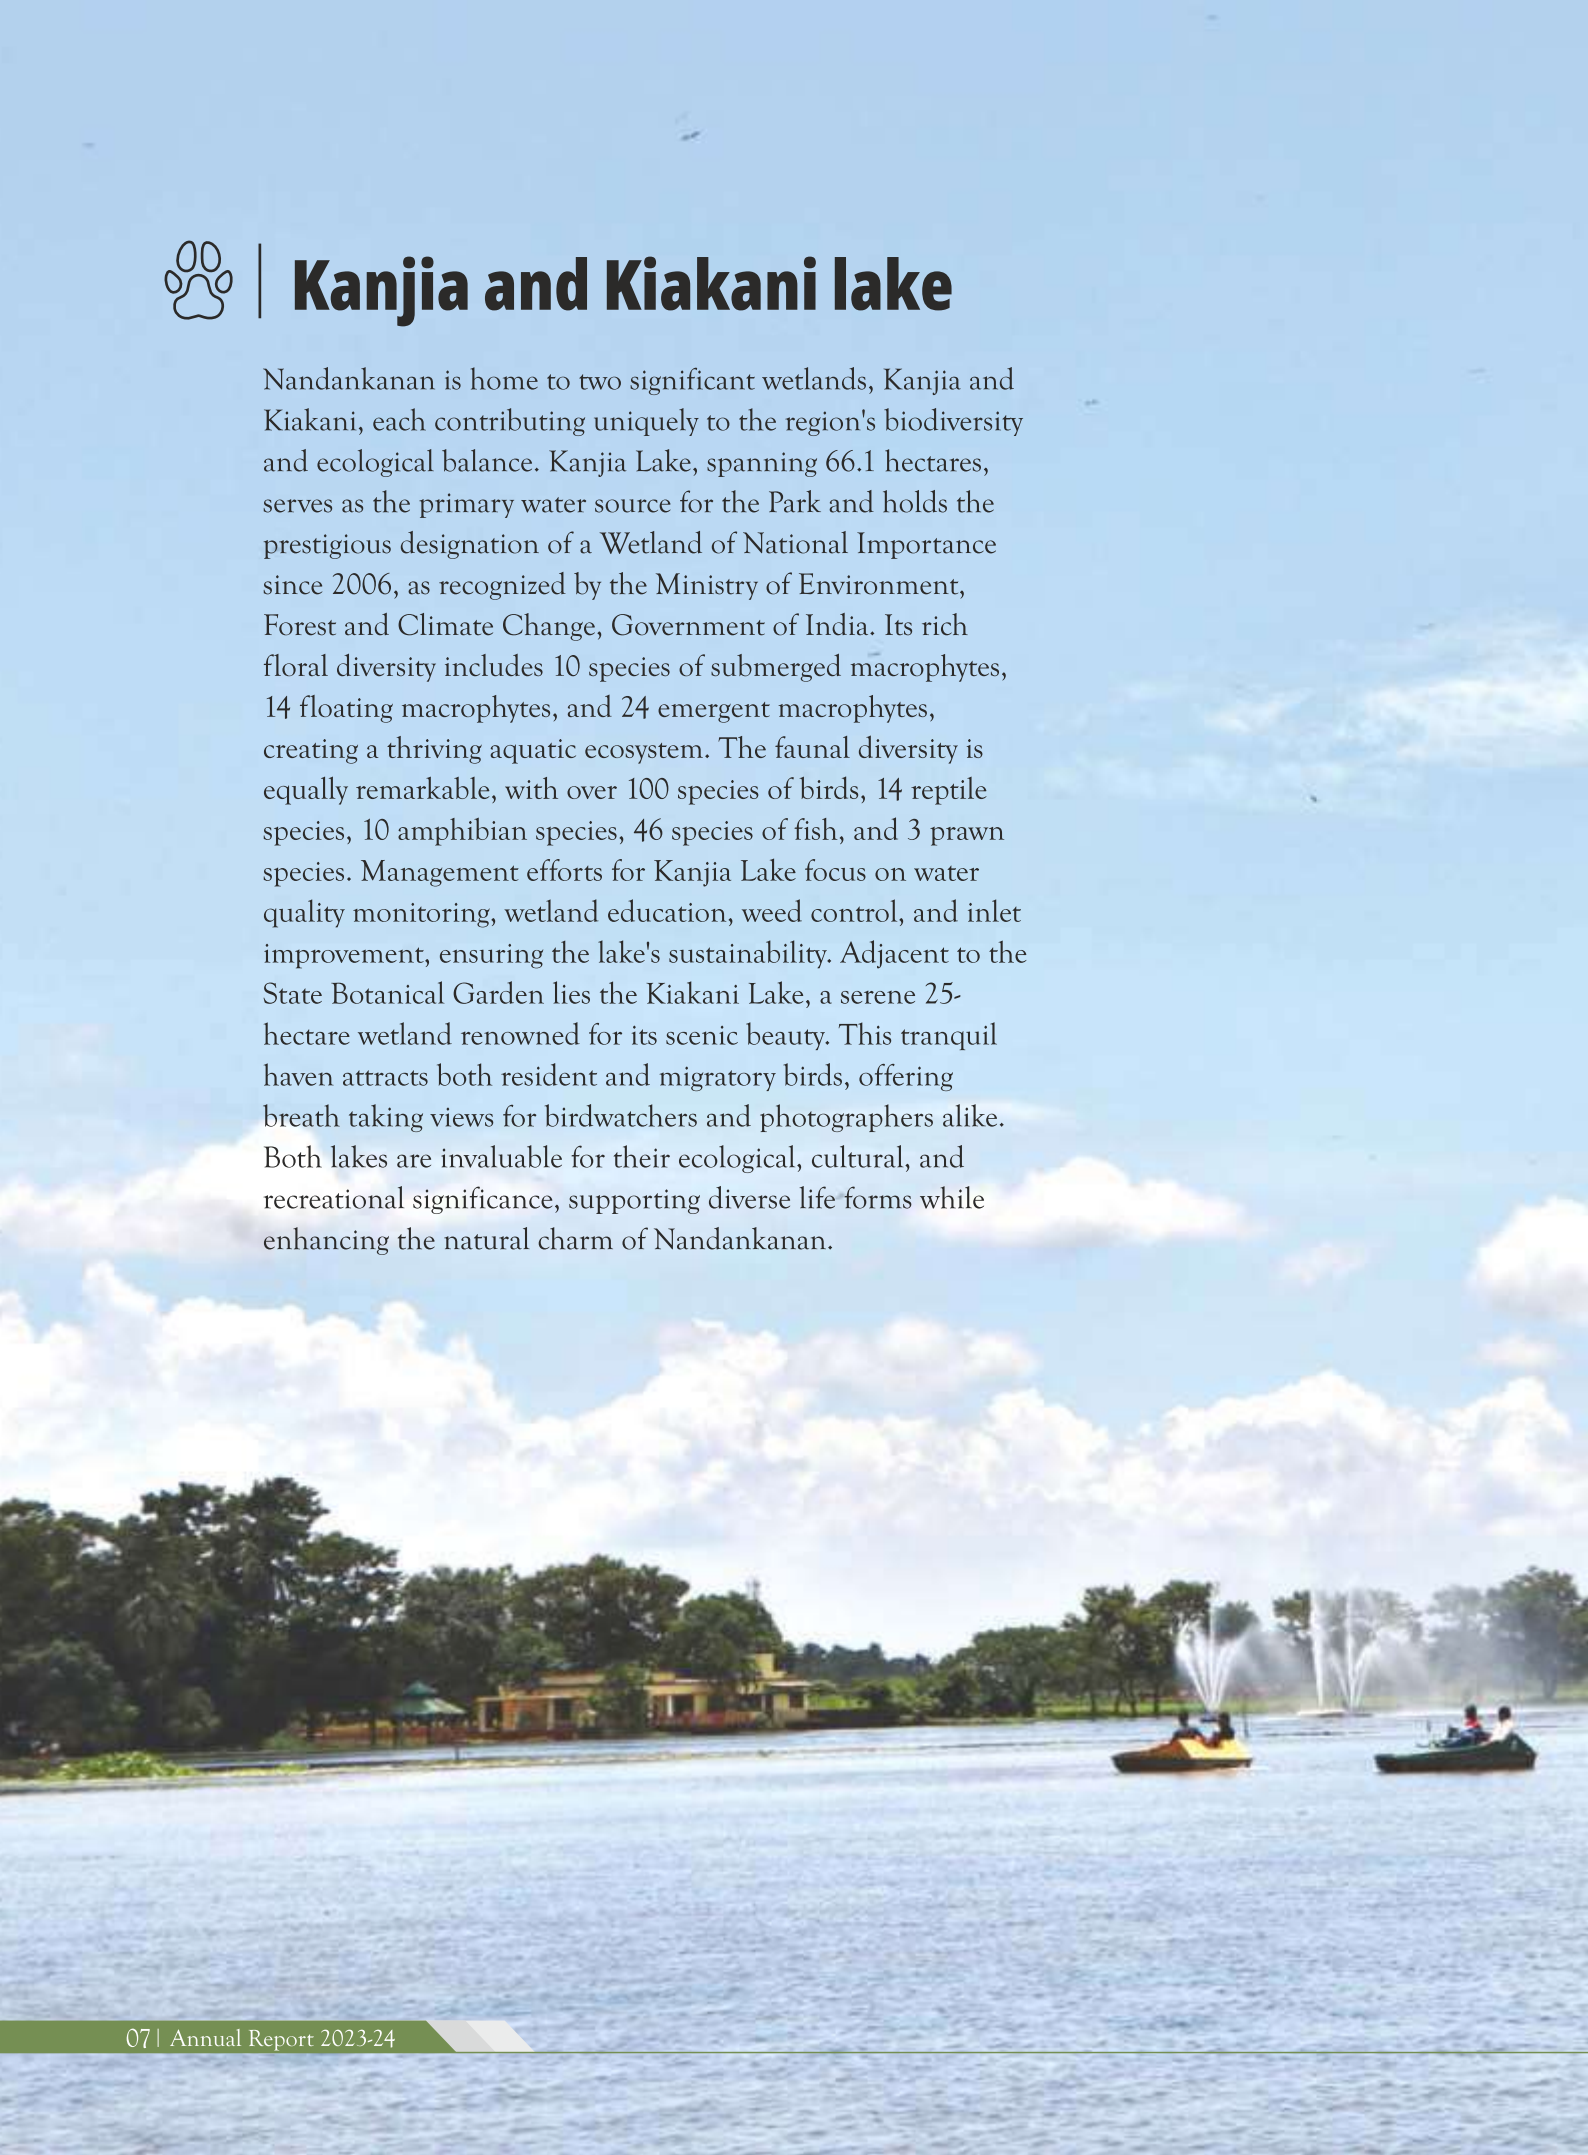 Kanjia and Kiakani lake
Nandankanan is home to two significant wetlands, Kanjia and
Kiakani, each contributing uniquely to the region's biodiversity
and ecological balance. Kanjia Lake, spanning 66.1 hectares,
serves as the primary water source for the Park and holds the
prestigious designation of a Wetland of National Importance
since 2006, as recognized by the Ministry of Environment,
Forest and Climate Change, Government of India. Its rich
floral diversity includes 10 species of submerged macrophytes,
14 floating macrophytes, and 24 emergent macrophytes,
creating a thriving aquatic ecosystem. The faunal diversity is
equally remarkable, with over 100 species of birds, 14 reptile
species, 10 amphibian species, 46 species of fish, and 3 prawn
species. Management efforts for Kanjia Lake focus on water
quality monitoring, wetland education, weed control, and inlet
improvement, ensuring the lake's sustainability. Adjacent to the
State Botanical Garden lies the Kiakani Lake, a serene 25-
hectare wetland renowned for its scenic beauty. This tranquil
haven attracts both resident and migratory birds, offering
breath taking views for birdwatchers and photographers alike.
Both lakes are invaluable for their ecological, cultural, and
recreational significance, supporting diverse life forms while
enhancing the natural charm of Nandankanan.
07| Annual Report 2023-24